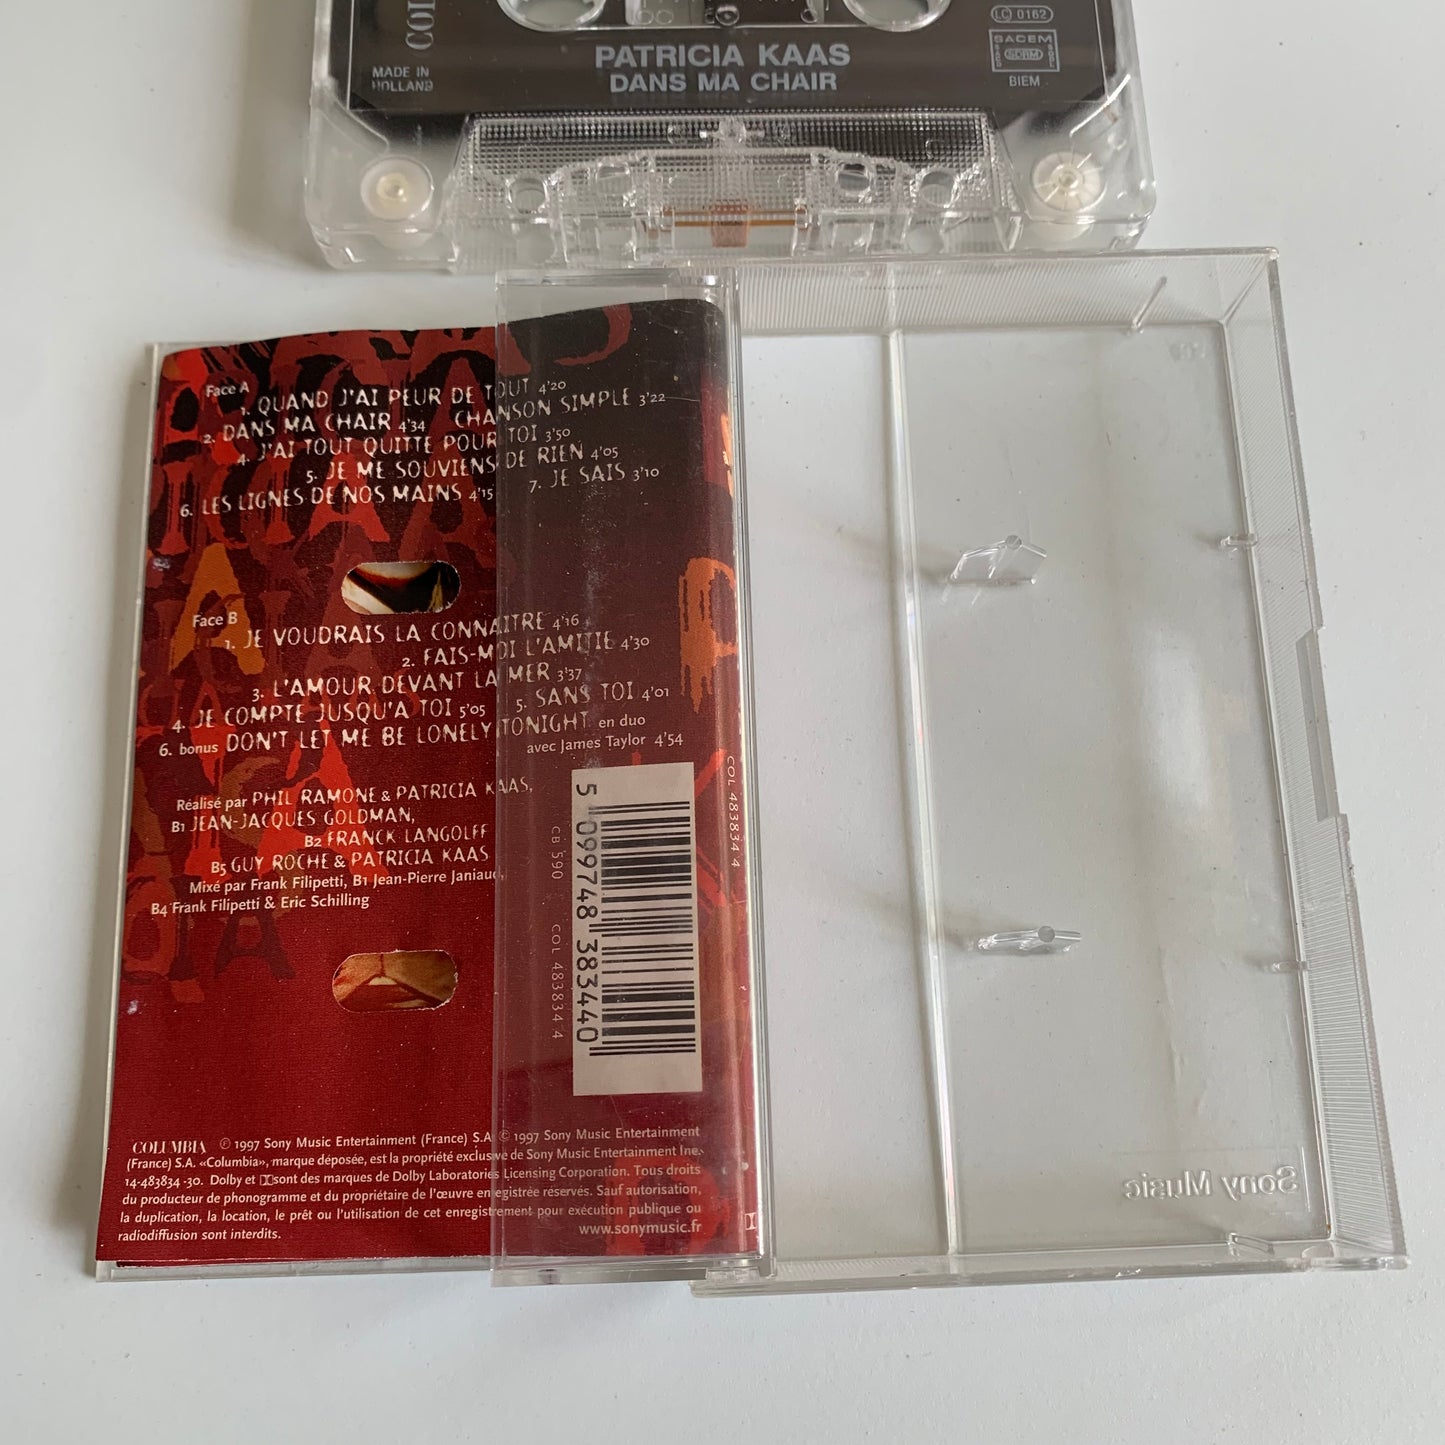 COL
MADE IN
HOLLAND
PATRICIA KAAS
DANS MA CHAIR
LC 0162
SACEM
SDRM
BIEM
Face A
1. QUAND J'AI PEUR DE TOUT 4'20
2. DANS MA CHAIR 4'34 CHANSON SIMPLE 3'22
4. J'AI TOUT QUITTE POUR TOI 3'50
5. JE ME SOUVIENS DE RIEN 4'05
6. LES LIGNES DE NOS MAINS 4'15 7. JE SAIS 3'10
Face B
1. JE VOUDRAIS LA CONNAITRE 4'16
2. FAIS-MOI L'AMITIE 4'30
3. L'AMOUR DEVANT LA MER 3'37
4. JE COMPTE JUSQU'A TOI 5'05 5. SANS TOI 4'01
6. bonus DON'T LET ME BE LONELY TONIGHT en duo
avec James Taylor 4'54
Réalisé par PHIL RAMONE & PATRICIA KAAS,
B1 JEAN-JACQUES GOLDMAN,
B2 FRANCK LANGOLFF
B5 GUY ROCHE & PATRICIA KAAS
Mixé par Frank Filipetti, B1 Jean-Pierre Janiaud,
B4 Frank Filipetti & Eric Schilling
CB 590 COL 483834 4
5 099748 383440
COL 483834 4
COLUMBIA ℗ 1997 Sony Music Entertainment (France) S.A © 1997 Sony Music Entertainment
(France) S.A. «Columbia», marque déposée, est la propriété exclusive de Sony Music Entertainment Inc.
14-483834-30. Dolby et sont des marques de Dolby Laboratories Licensing Corporation. Tous droits
du producteur de phonogramme et du propriétaire de l'œuvre enregistrée réservés. Sauf autorisation,
la duplication, la location, le prêt ou l'utilisation de cet enregistrement pour exécution publique ou
radiodiffusion sont interdits.
www.sonymusic.fr
Sony Music